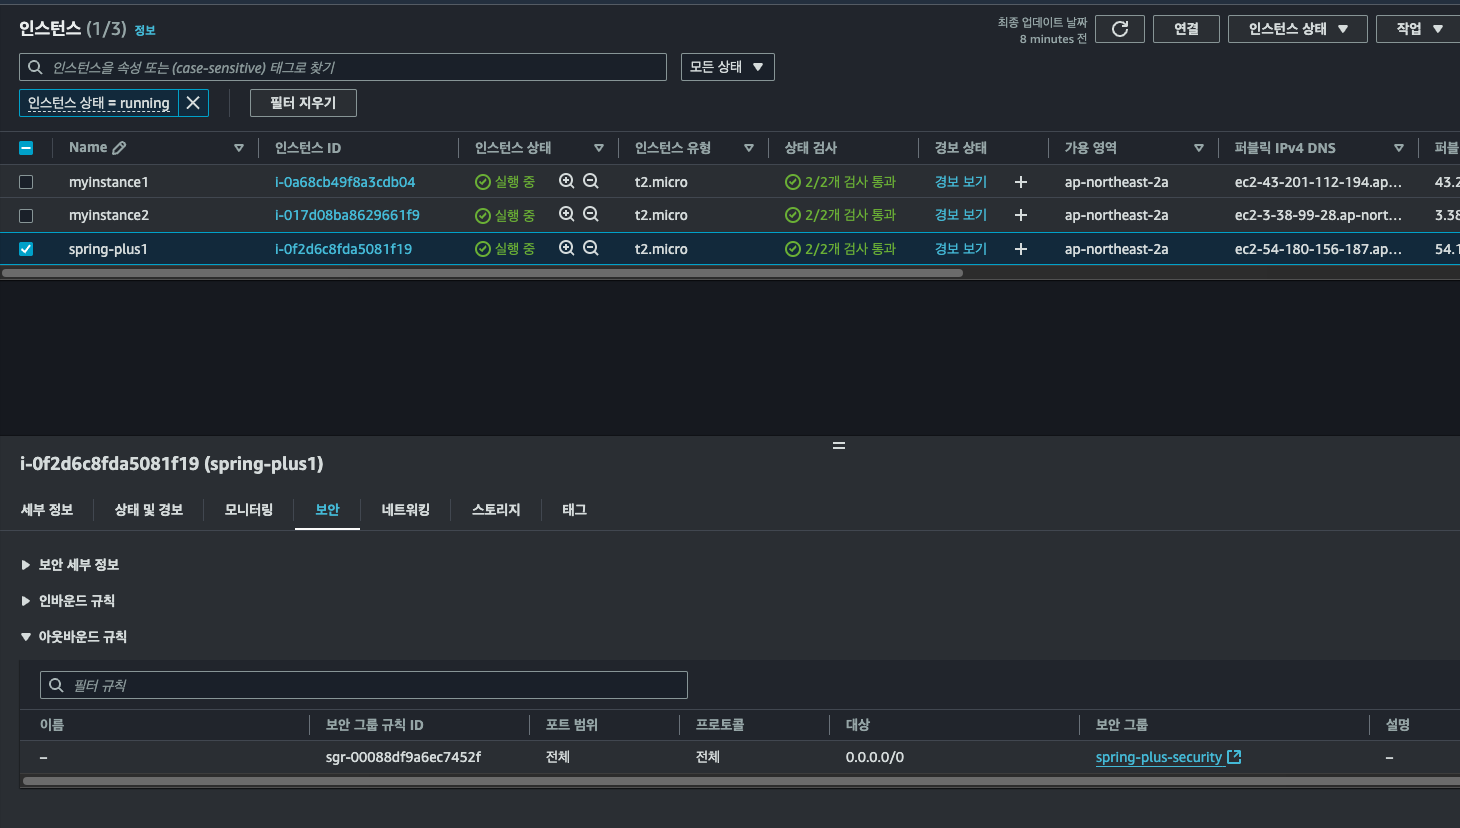 인스턴스 (1/3) 정보
최종 업데이트 날짜
8 minutes 전
연결
인스턴스 상태
작업
인스턴스을 속성 또는 (case-sensitive) 태그로 찾기
모든 상태
인스턴스 상태 = running
필터 지우기
Name 인스턴스 ID 인스턴스 상태 인스턴스 유형 상태 검사 경보 상태 가용 영역 퍼블릭 IPv4 DNS 퍼블
myinstance1 i-0a68cb49f8a3cdb04 실행 중 t2.micro 2/2개 검사 통과 경보 보기 + ap-northeast-2a ec2-43-201-112-194.ap... 43.2
myinstance2 i-017d08ba8629661f9 실행 중 t2.micro 2/2개 검사 통과 경보 보기 + ap-northeast-2a ec2-3-38-99-28.ap-nort... 3.38
spring-plus1 i-0f2d6c8fda5081f19 실행 중 t2.micro 2/2개 검사 통과 경보 보기 + ap-northeast-2a ec2-54-180-156-187.ap... 54.1
i-0f2d6c8fda5081f19 (spring-plus1)
세부 정보 상태 및 경보 모니터링 보안 네트워킹 스토리지 태그
보안 세부 정보
인바운드 규칙
아웃바운드 규칙
필터 규칙
이름 보안 그룹 규칙 ID 포트 범위 프로토콜 대상 보안 그룹 설명
– sgr-00088df9a6ec7452f 전체 전체 0.0.0.0/0 spring-plus-security –